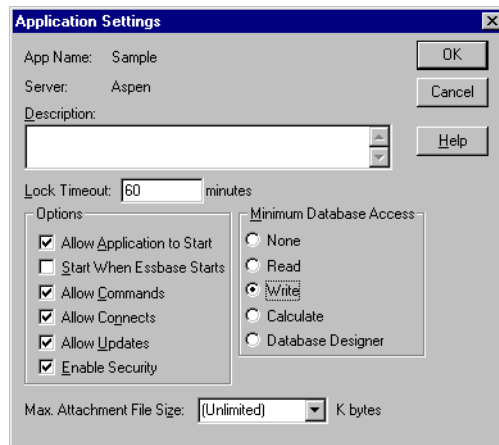 Application Settings
App Name: Sample
OK
Server: Aspen
Cancel
Description:
Help
Lock Timeout: 60 minutes
Options
Minimum Database Access
Allow Application to Start
None
Start When Essbase Starts
Read
Allow Commands
Write
Allow Connects
Calculate
Allow Updates
Database Designer
Enable Security
Max. Attachment File Size: (Unlimited) K bytes